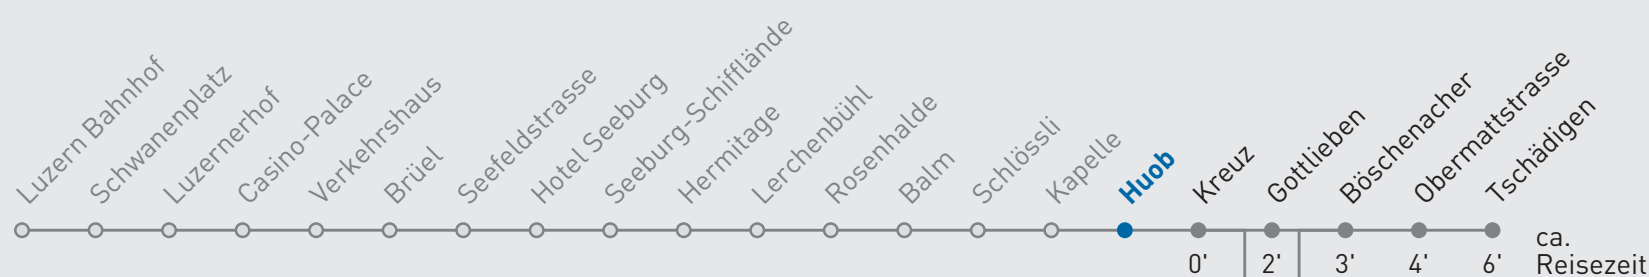 Luzern Bahnhof
Schwanenplatz
Luzernerhof
Casino-Palace
Verkehrshaus
Brüel
Seefeldstrasse
Hotel Seeburg
Seeburg-Schifflände
Hermitage
Lerchenbühl
Rosenhalde
Balm
Schlössli
Kapelle
Huob
Kreuz
Gottlieben
Böschenacher
Obermattstrasse
Tschädigen
0' 2' 3' 4' 6'
ca.
Reisezeit